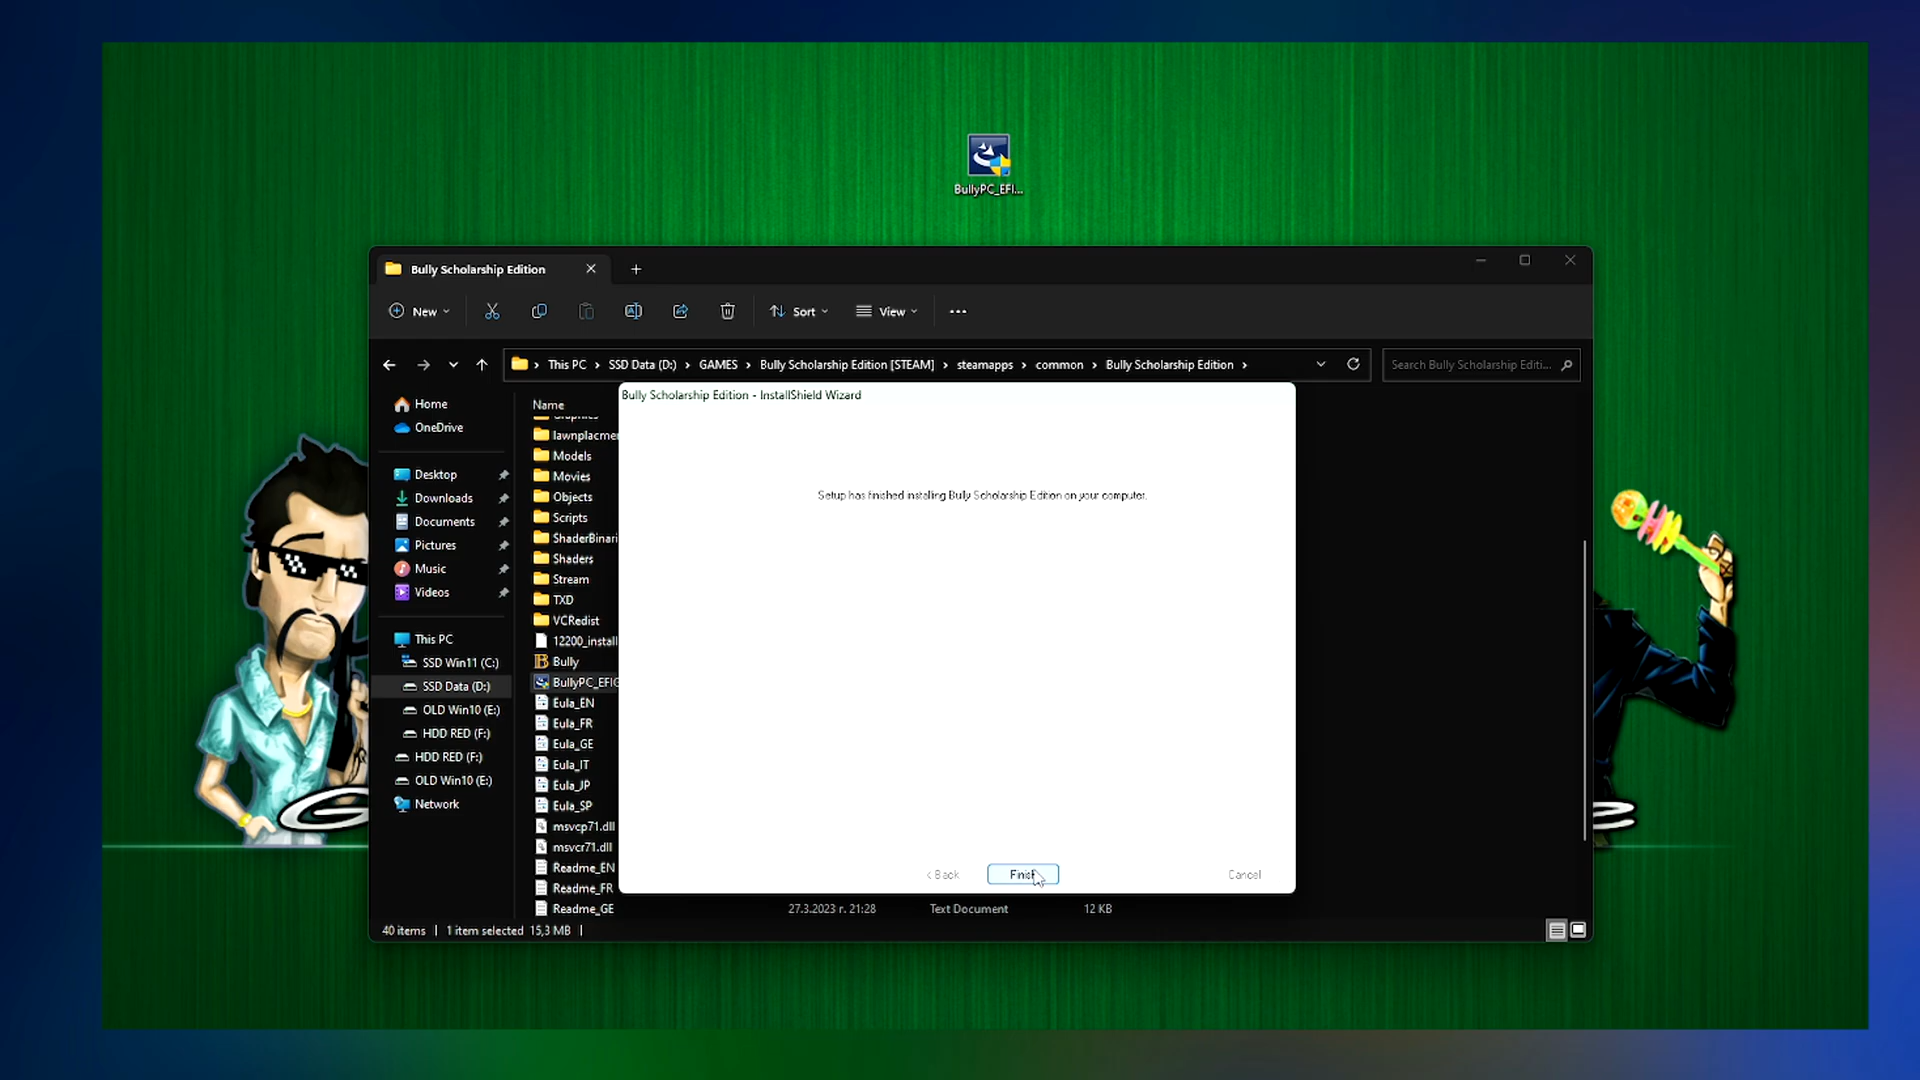 BullyPC_EFI...
Bully Scholarship Edition
New
Sort
View
This PC > SSD Data (D:) > GAMES > Bully Scholarship Edition [STEAM] > steamapps > common > Bully Scholarship Edition >
Search Bully Scholarship Editi...
Home
OneDrive
Desktop
Downloads
Documents
Pictures
Music
Videos
This PC
SSD Win11 (C:)
SSD Data (D:)
OLD Win10 (E:)
HDD RED (F:)
HDD RED (F:)
OLD Win10 (E:)
Network
Name
Graphics
lawnplacmen
Models
Movies
Objects
Scripts
ShaderBinari
Shaders
Stream
TXD
VCRedist
12200_install
Bully
BullyPC_EFIG
Eula_EN
Eula_FR
Eula_GE
Eula_IT
Eula_JP
Eula_SP
msvcp71.dll
msvcr71.dll
Readme_EN
Readme_FR
Readme_GE 27.3.2023 г. 21:28 Text Document 12 KB
Bully Scholarship Edition - InstallShield Wizard
Setup has finished installing Bully Scholarship Edition on your computer.
< Back
Finish
Cancel
40 items | 1 item selected 15,3 MB |